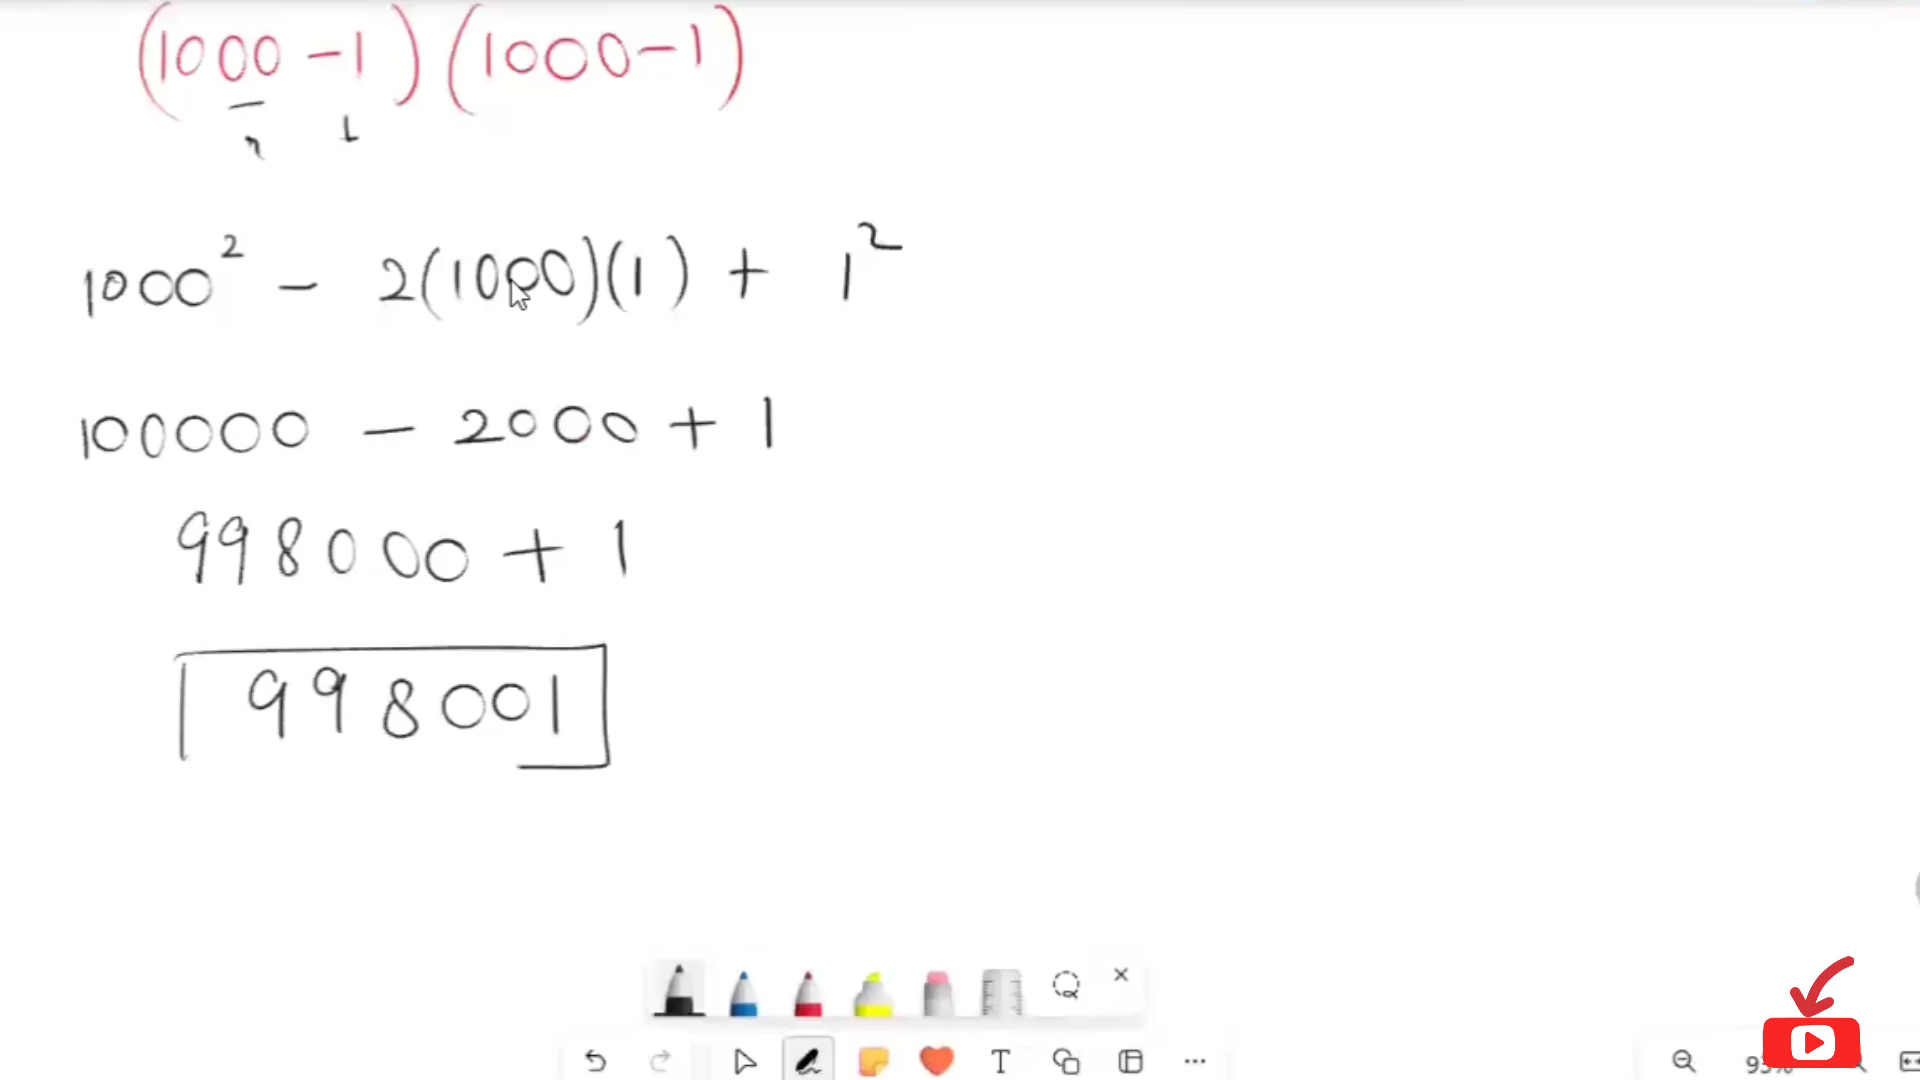 (1000 - 1) (1000 - 1)
1000² - 2(1000)(1) + 1²
100000 - 2000 + 1
998000 + 1
998001
T